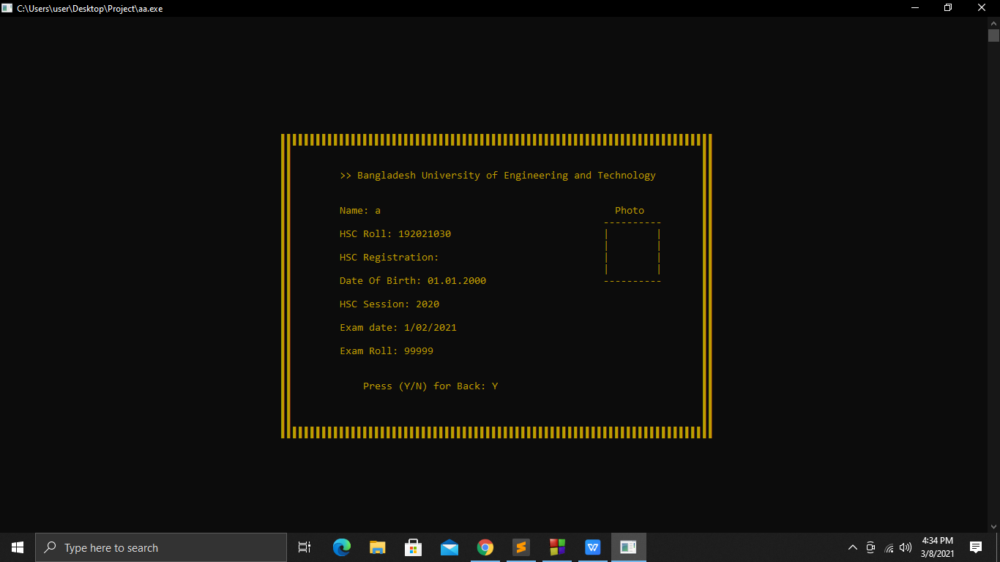 C:\Users\user\Desktop\Project\aa.exe
>> Bangladesh University of Engineering and Technology
Name: a
Photo
HSC Roll: 192021030
HSC Registration:
Date Of Birth: 01.01.2000
HSC Session: 2020
Exam date: 1/02/2021
Exam Roll: 99999
Press (Y/N) for Back: Y
Type here to search
4:34 PM
3/8/2021